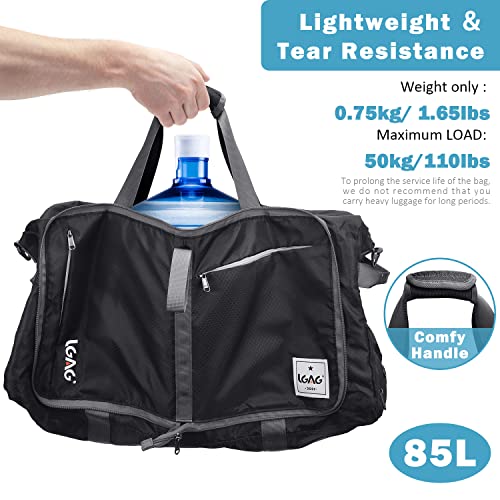 Lightweight &
Tear Resistance
Weight only :
0.75kg/ 1.65lbs
Maximum LOAD:
50kg/110lbs
To prolong the service life of the bag,
we do not recommend that you
carry heavy luggage for long periods.
Comfy
Handle
LGAG
LGAG
85L